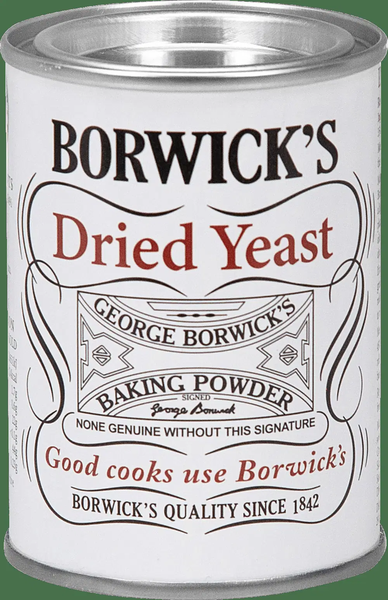 BORWICK'S
Dried Yeast
GEORGE BORWICK'S
BAKING POWDER
SIGNED
George Borwick
NONE GENUINE WITHOUT THIS SIGNATURE
Good cooks use Borwick's
BORWICK'S QUALITY SINCE 1842